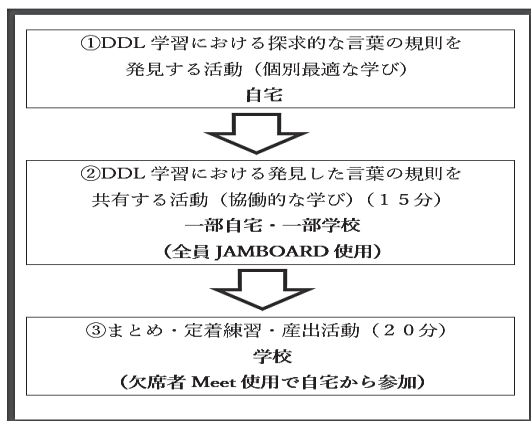 ①DDL 学習における探求的な言葉の規則を
発見する活動（個別最適な学び）
自宅
②DDL 学習における発見した言葉の規則を
共有する活動（協働的な学び）（１５分）
一部自宅・一部学校
（全員 JAMBOARD 使用）
③まとめ・定着練習・産出活動（２０分）
学校
（欠席者 Meet 使用で自宅から参加）